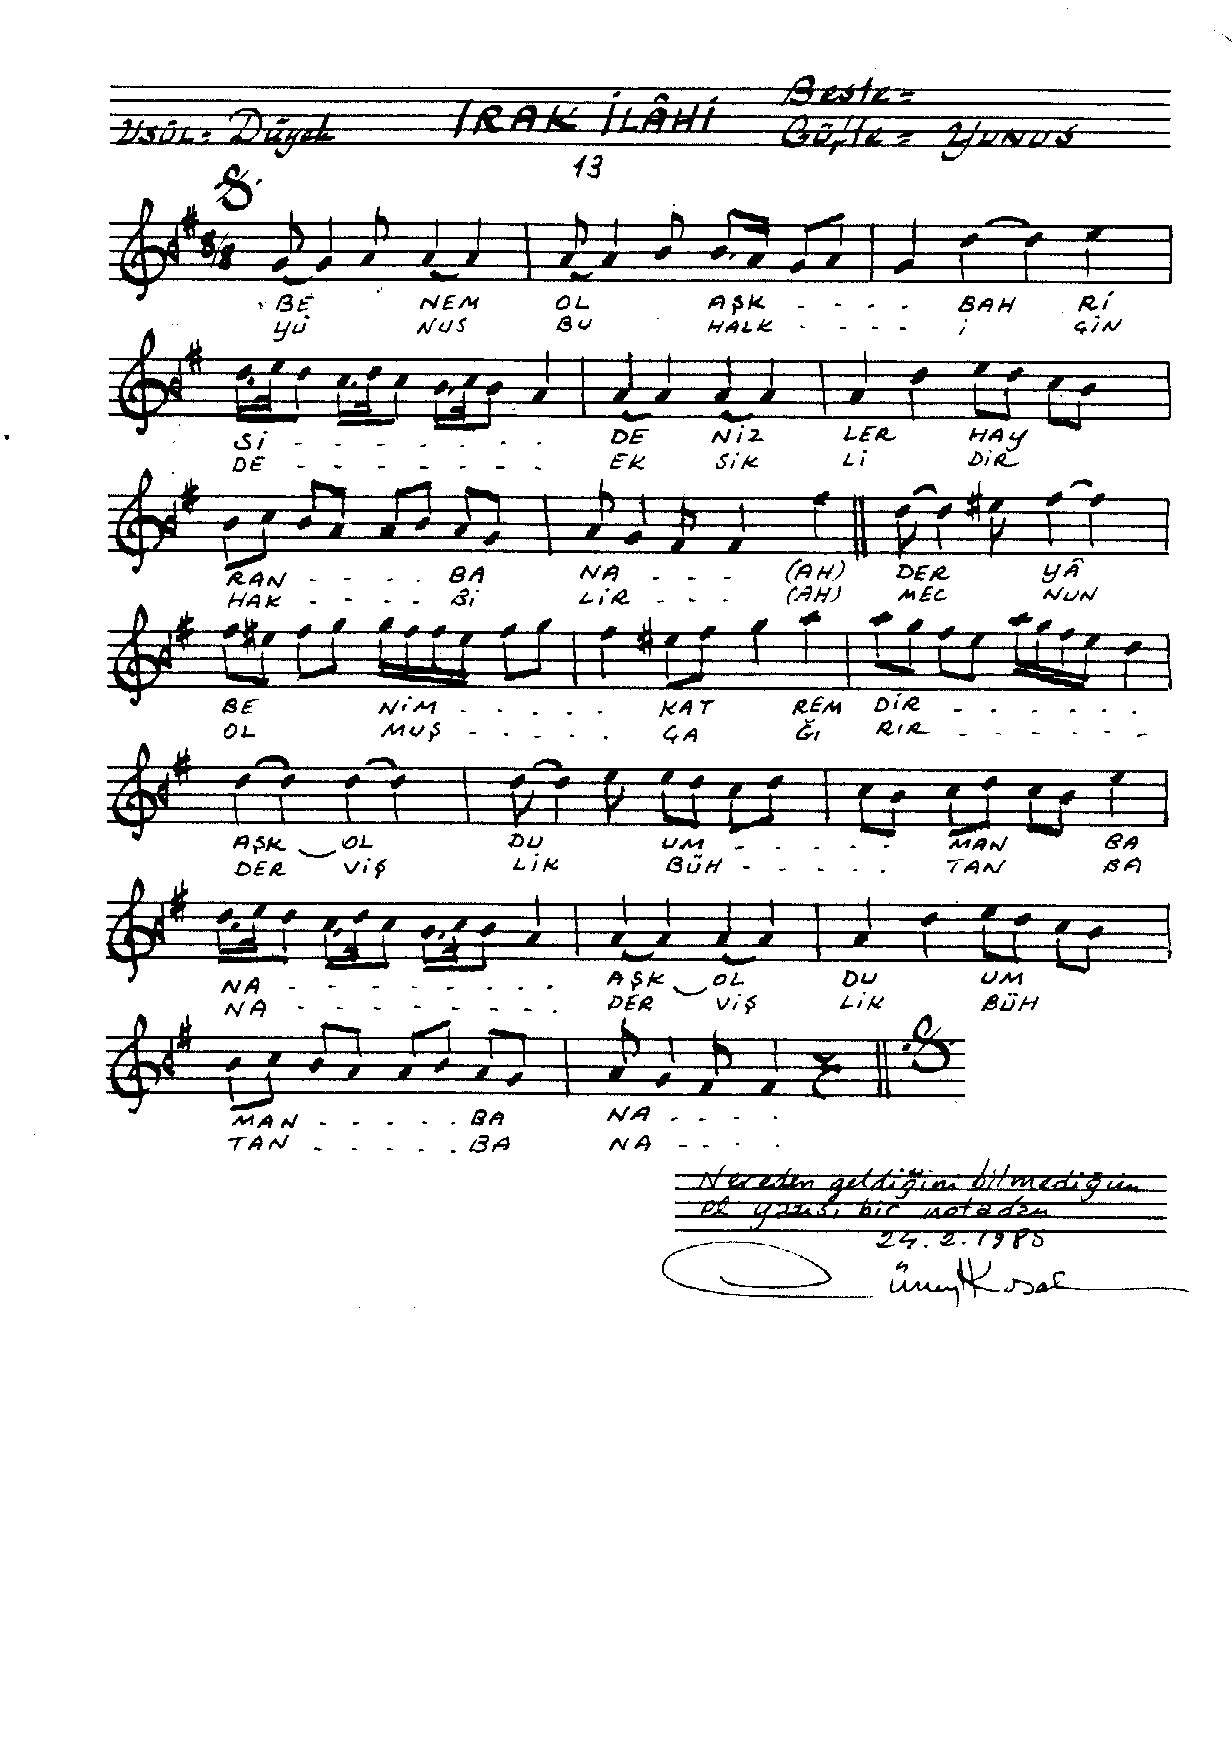 Usûl = Düyek IRAK İLÂHİ Beste =
Güfte = Yunus
13
8/8
BE NEM OL AŞK - - - - BAH Rİ
YÛ NUS BU HALK - - - - İ ÇİN
Sİ - - - - - - - DE NİZ LER HAY
DE - - - - - - - EK SİK Lİ DİR
RAN - - - - BA NA - - - (AH) DER YÂ
HAK - - - - Bİ LİR - - - (AH) MEC NUN
BE NİM - - - - - KAT REM DİR - - - - - -
OL MUŞ - - - - - ÇA ĞI RIR - - - - - -
AŞK OL DU UM - - - - - MAN BA
DER VİŞ LİK BÜH - - - - - TAN BA
NA - - - - - - - - AŞK OL DU UM
NA - - - - - - - - DER VİŞ LİK BÜH
MAN - - - - - BA NA - - - -
TAN - - - - - BA NA - - - -
Nereden geldiğini bilmediğim
el yazısı bir notadan
24.2.1985
Cüneyt Kosal